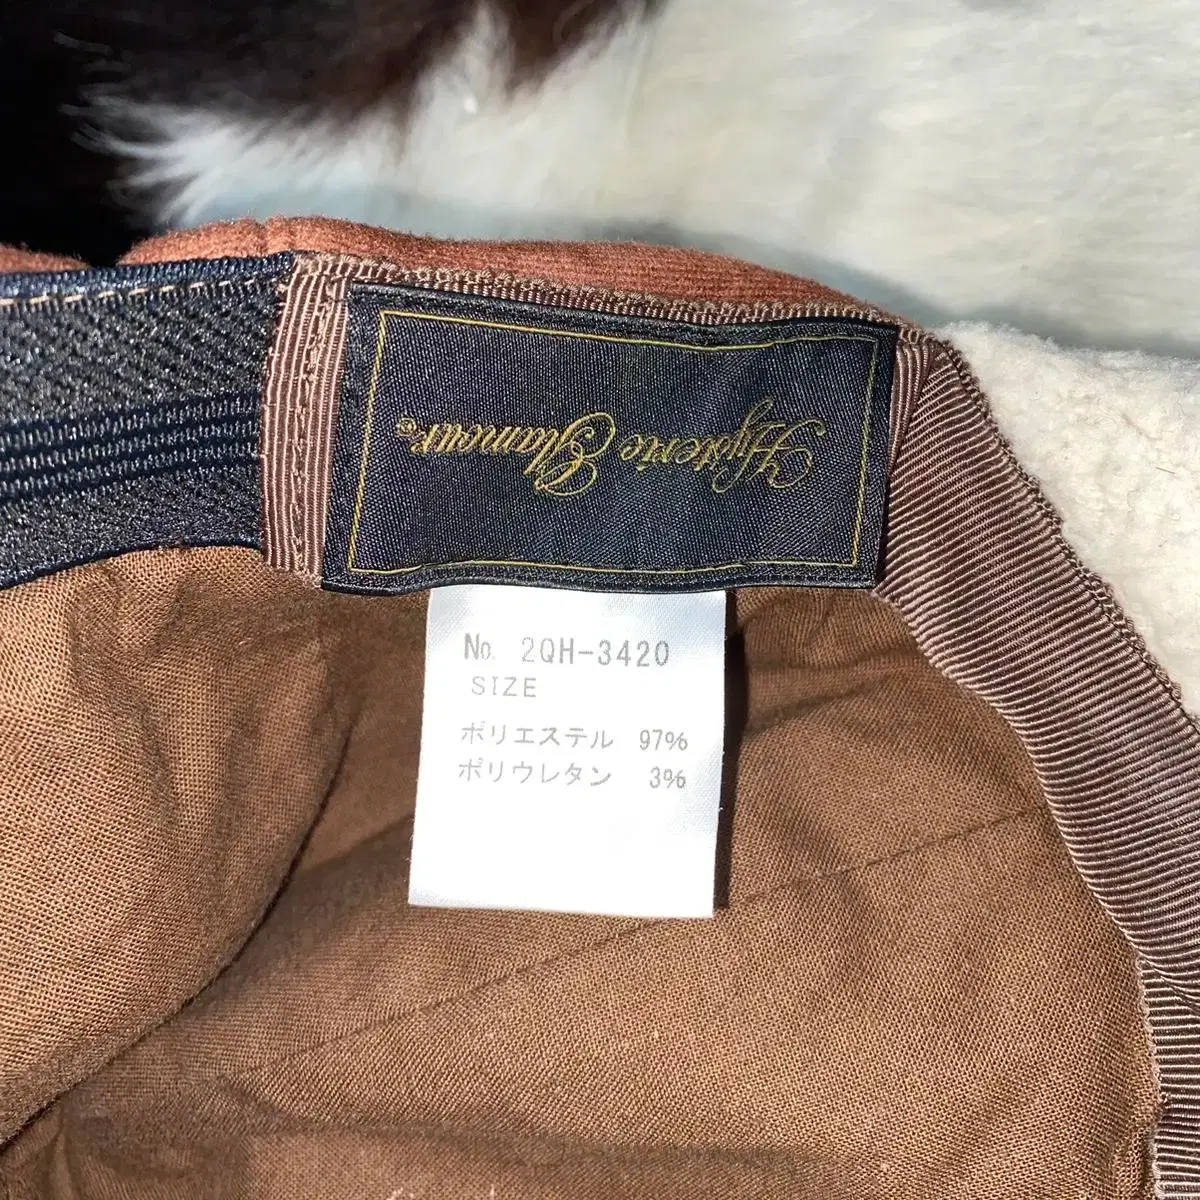 Hysteric Glamour©
No. 2QH-3420
SIZE
ポリエステル 97%
ポリウレタン 3%